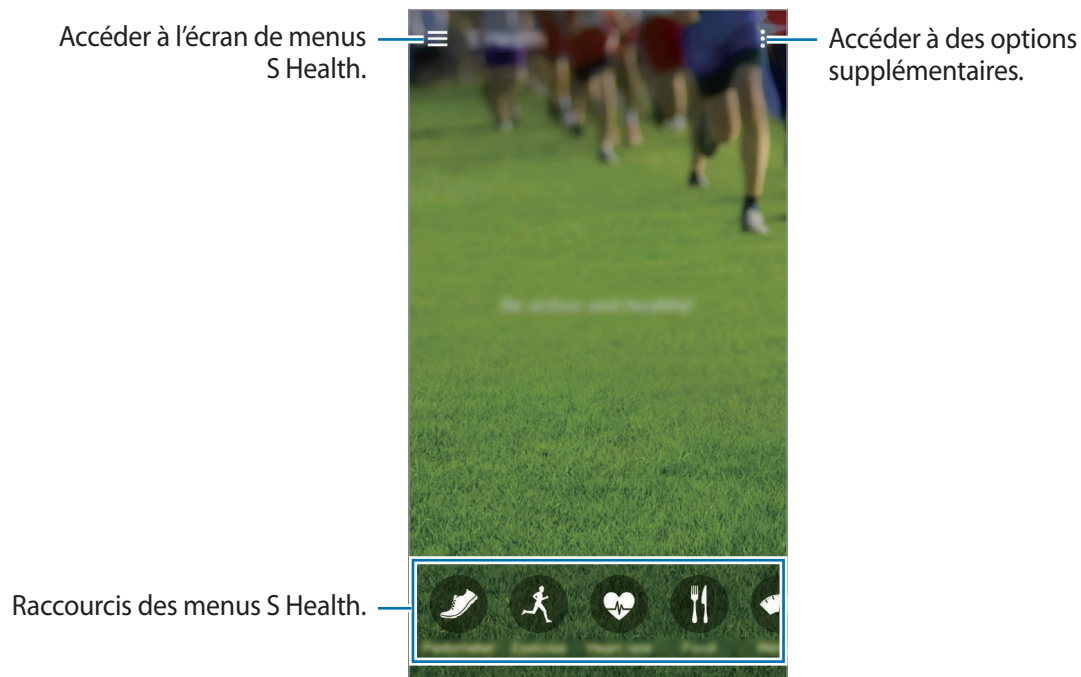 Accéder à l'écran de menus
S Health.
Accéder à des options
supplémentaires.
Raccourcis des menus S Health.